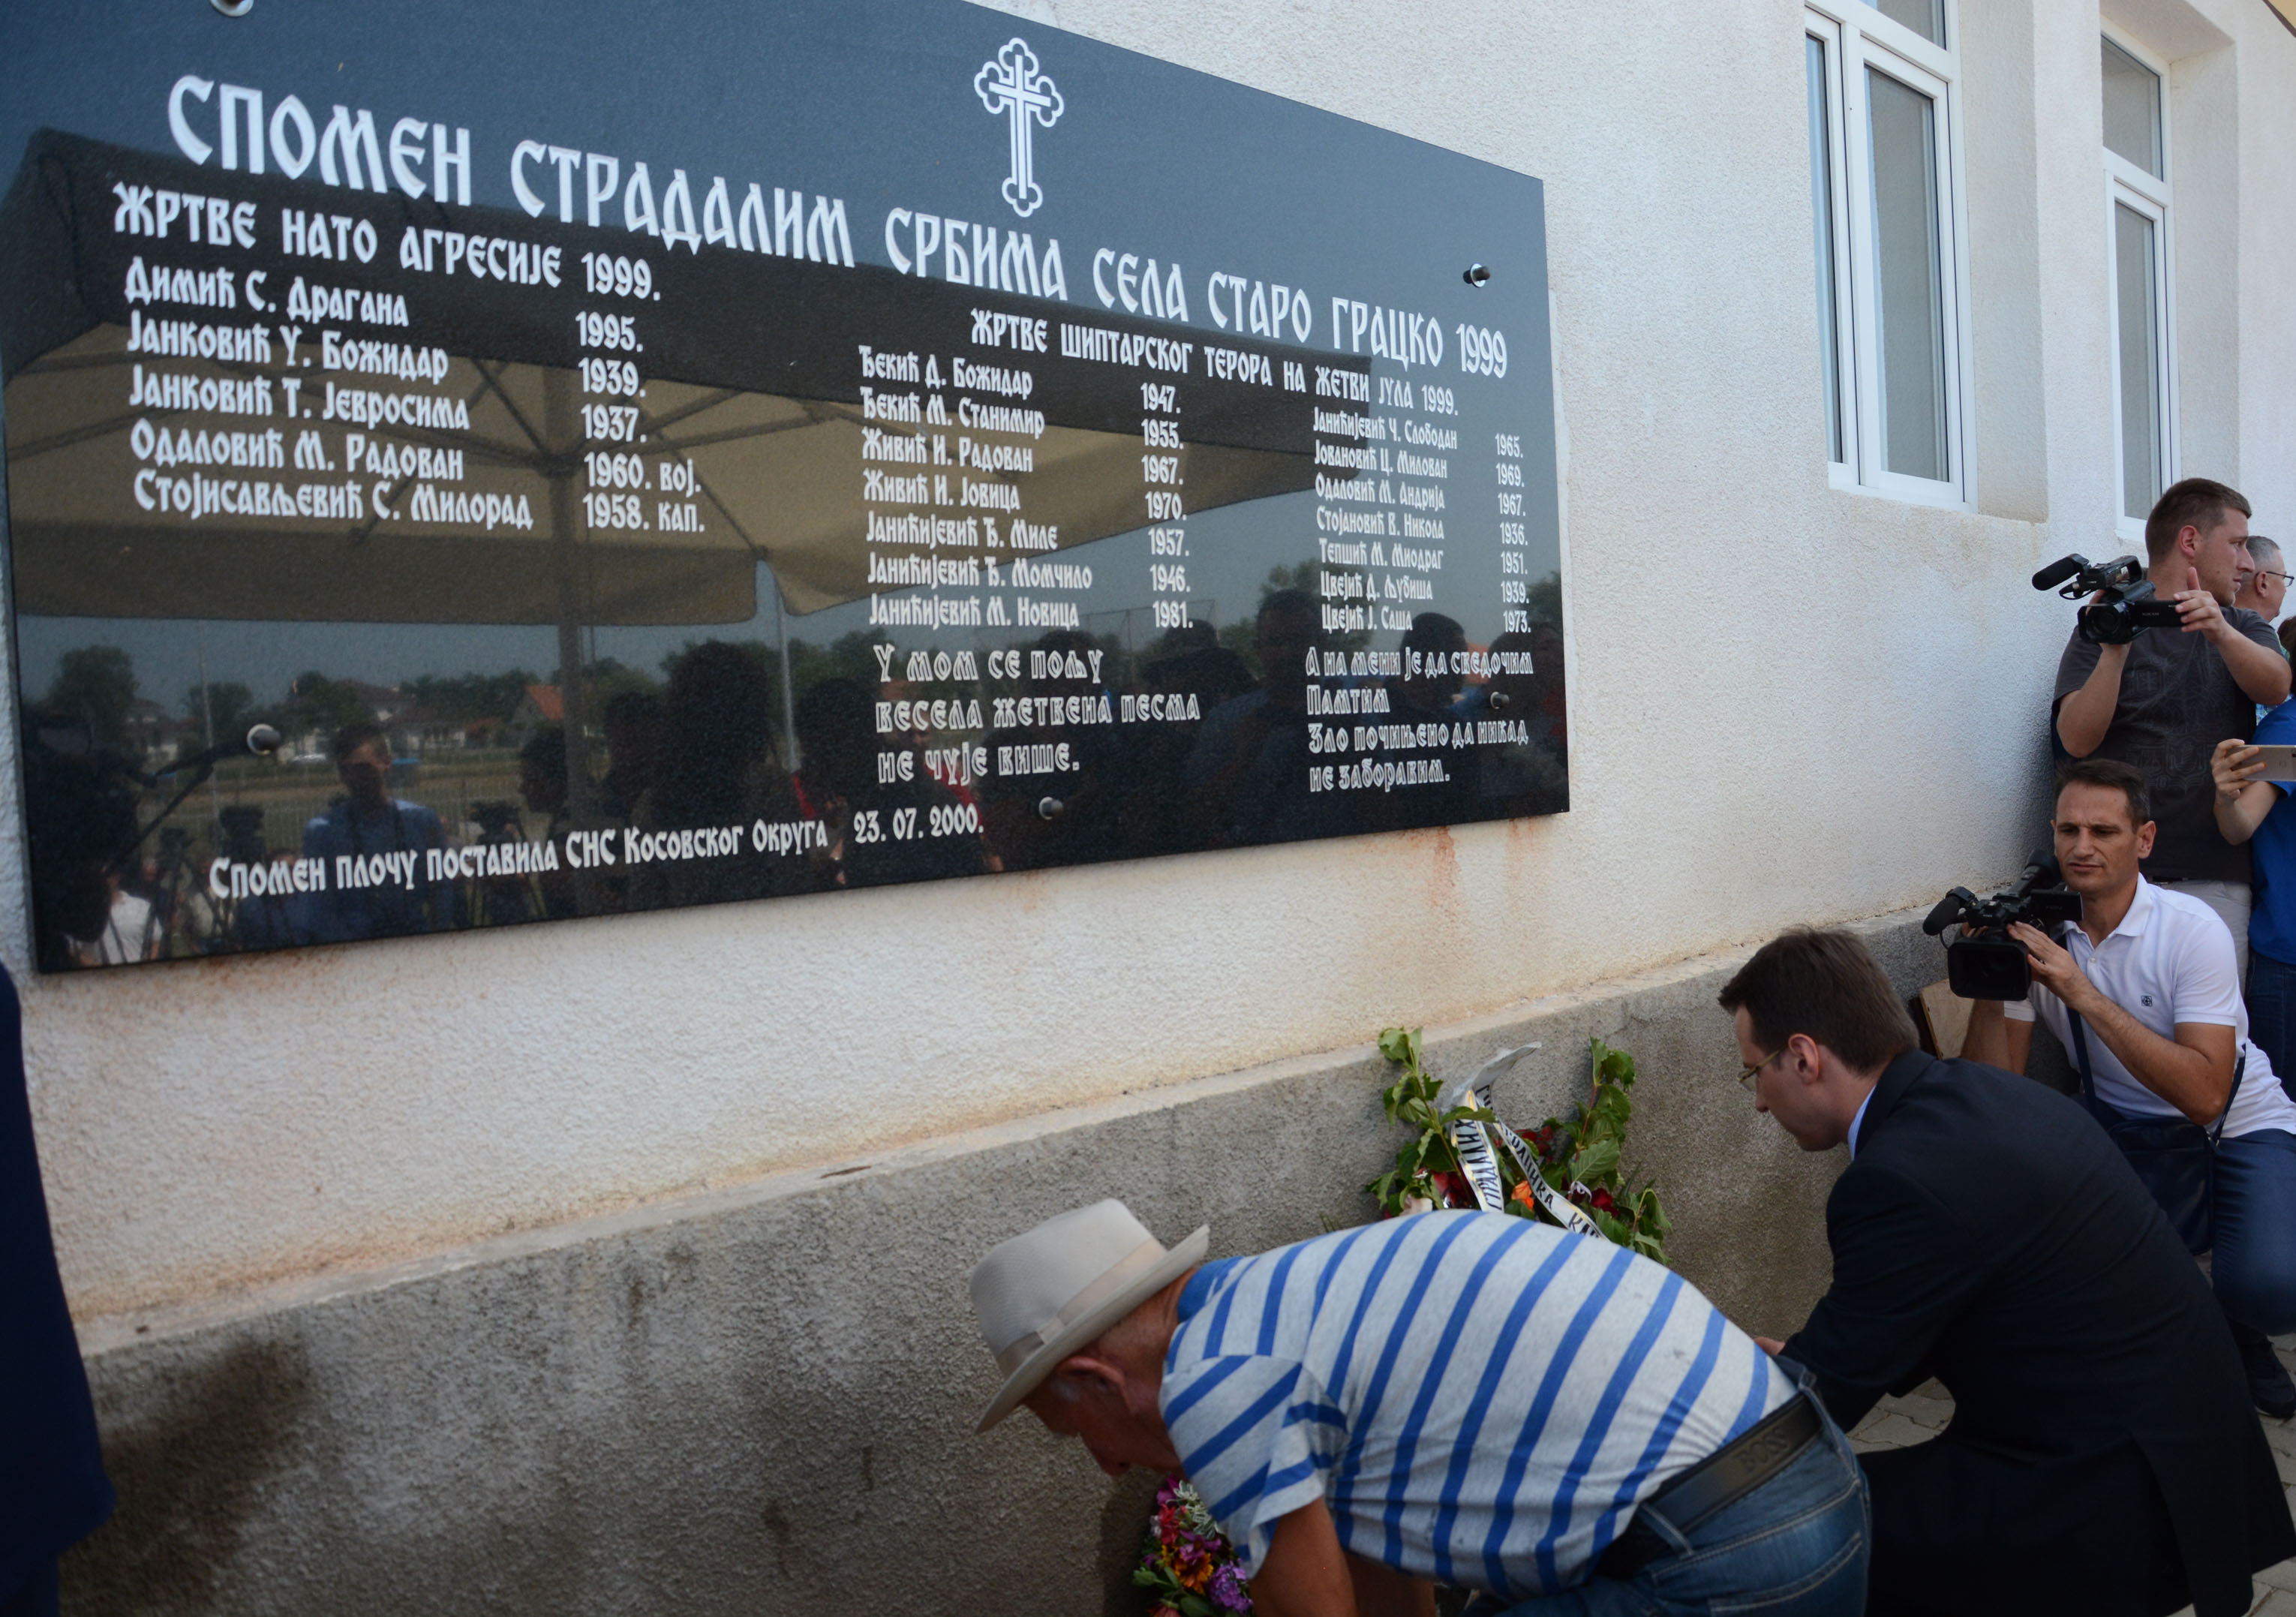 СПОМЕН СТРАДАЛИМ СРБИМА СЕЛА СТАРО ГРАЦКО 1999
ЖРТВЕ НАТО АГРЕСИЈЕ 1999.
Димић С. Драгана 1995.
Јанковић У. Божидар 1939.
Јанковић Т. Јевросима 1937.
Одаловић М. Радован 1960. вој.
Стојисављевић С. Милорад 1958. кап.
ЖРТВЕ ШИПТАРСКОГ ТЕРОРА НА ЖЕТВИ ЈУЛА 1999.
Ђекић Д. Божидар 1947.
Ђекић М. Станимир 1955.
Живић И. Радован 1967.
Живић И. Јовица 1970.
Јанићијевић Ђ. Миле 1957.
Јанићијевић Ђ. Момчило 1946.
Јанићијевић М. Новица 1981.
Јанићијевић Ч. Слободан 1965.
Јовановић Ц. Милован 1969.
Одаловић М. Андрија 1967.
Стојановић В. Никола 1936.
Тепшић М. Миодраг 1951.
Цвејић Д. Љубиша 1939.
Цвејић Ј. Саша 1973.
У мом се пољу
весела жетвена песма
не чује више.
А на мени је да сведочим
Памтим
Зло почињено да никад
не заборавим.
Спомен плочу поставила СНС Косовског Округа 23. 07. 2000.